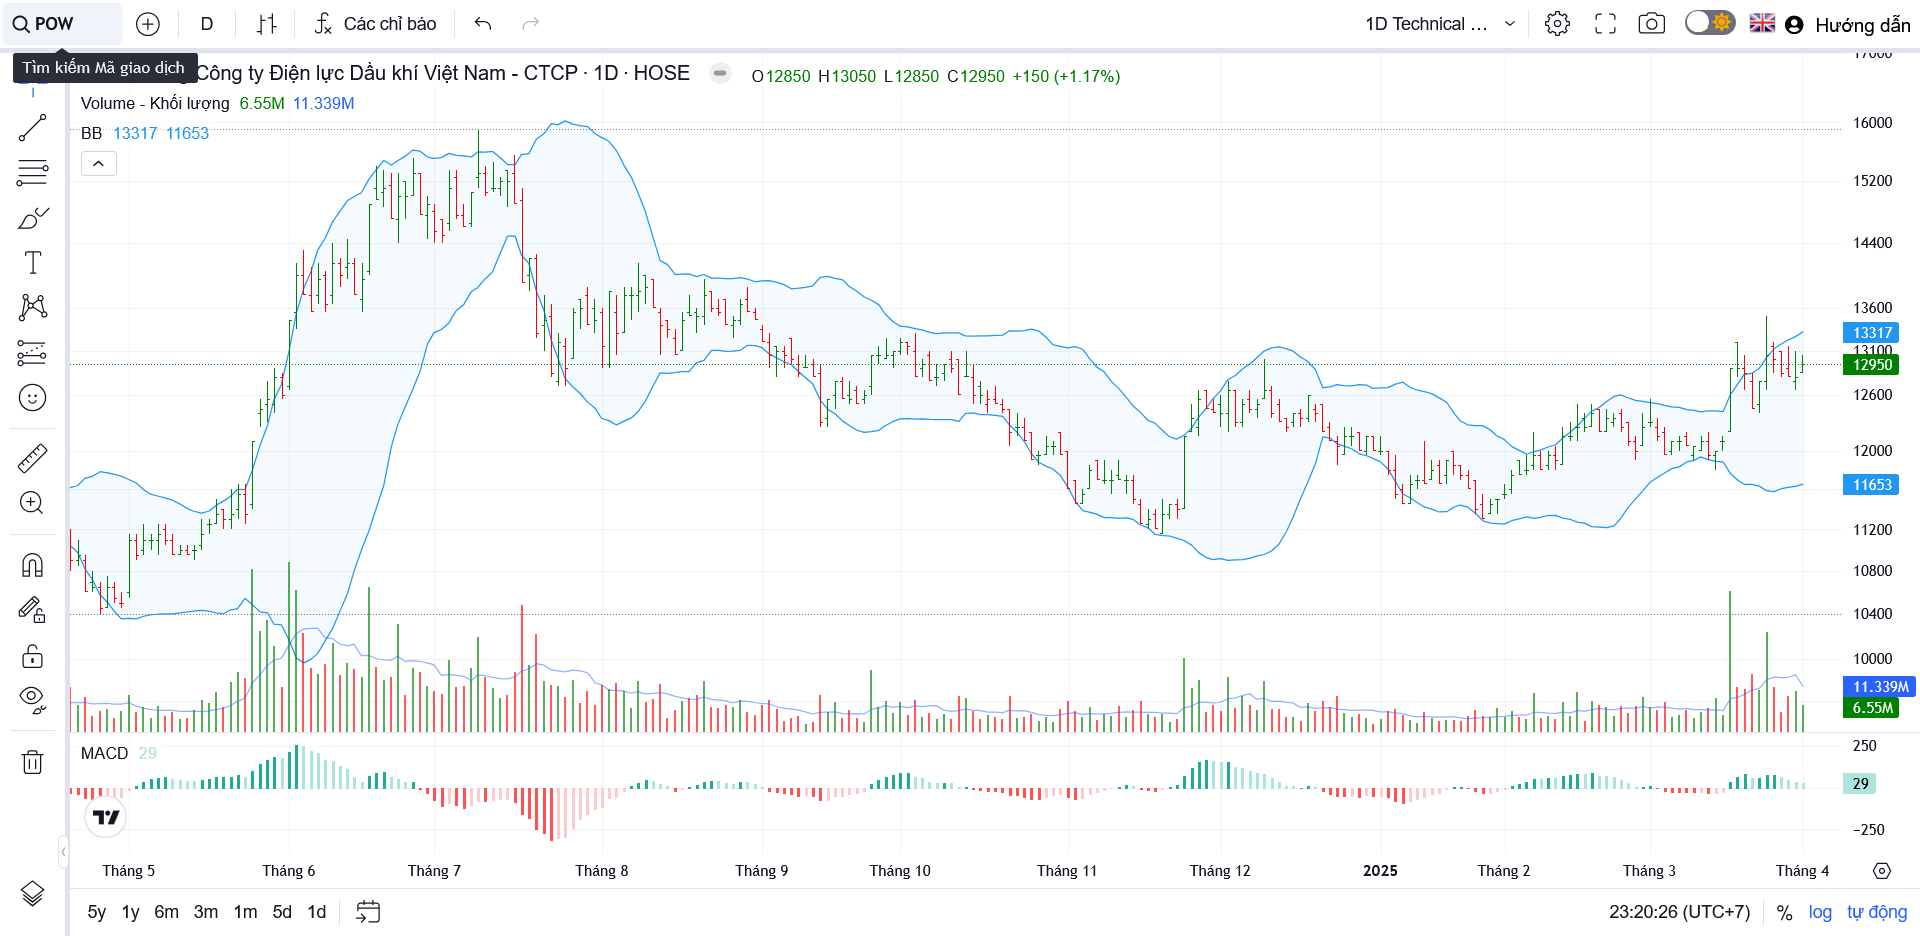 POW
D
Các chỉ báo
1D Technical ...
Hướng dẫn
Tìm kiếm Mã giao dịch
Công ty Điện lực Dầu khí Việt Nam - CTCP · 1D · HOSE
O12850 H13050 L12850 C12950 +150 (+1.17%)
Volume - Khối lượng 6.55M 11.339M
BB 13317 11653
17000
16000
15200
14400
13600
13317
13100
12950
12600
12000
11653
11200
10800
10400
10000
11.339M
6.55M
MACD 29
250
29
−250
Tháng 5
Tháng 6
Tháng 7
Tháng 8
Tháng 9
Tháng 10
Tháng 11
Tháng 12
2025
Tháng 2
Tháng 3
Tháng 4
5y 1y 6m 3m 1m 5d 1d
23:20:26 (UTC+7)
%
log
tự động